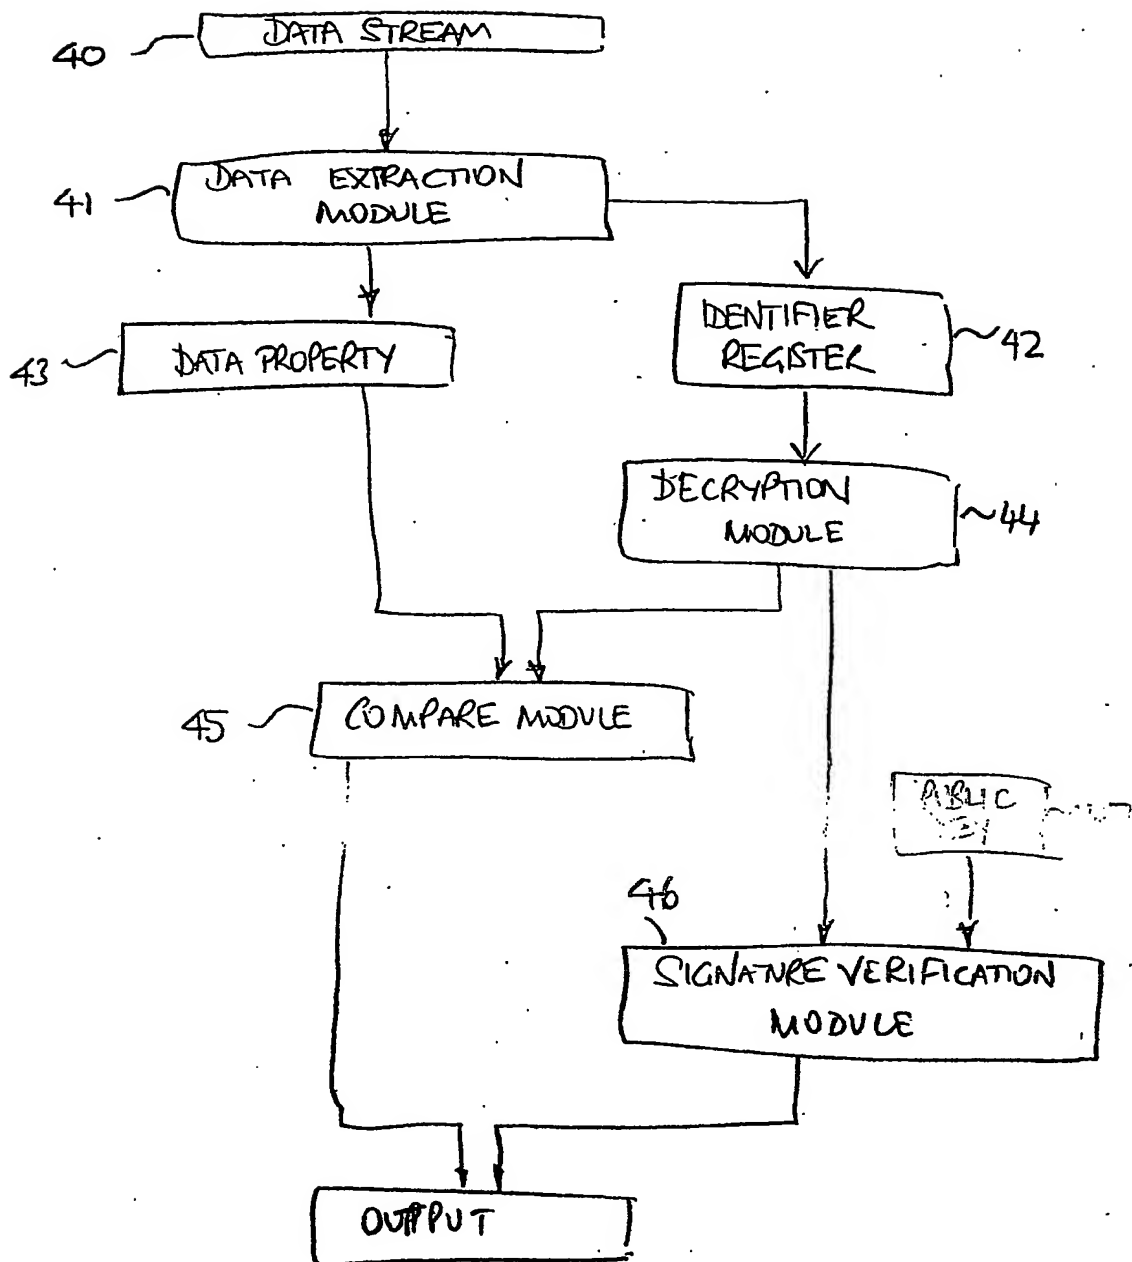 DATA STREAM
40
DATA EXTRACTION
MODULE
41
IDENTIFIER
REGISTER
42
DATA PROPERTY
43
DECRYPTION
MODULE
44
COMPARE MODULE
45
PUBLIC
46
SIGNATURE VERIFICATION
MODULE
OUTPUT